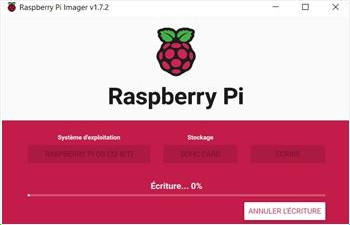 Raspberry Pi Imager v1.7.2
Raspberry Pi
Système d'exploitation
Stockage
RASPBERRY PI OS (32-BIT)
SDHC CARD
ÉCRIRE
Écriture... 0%
ANNULER L'ÉCRITURE